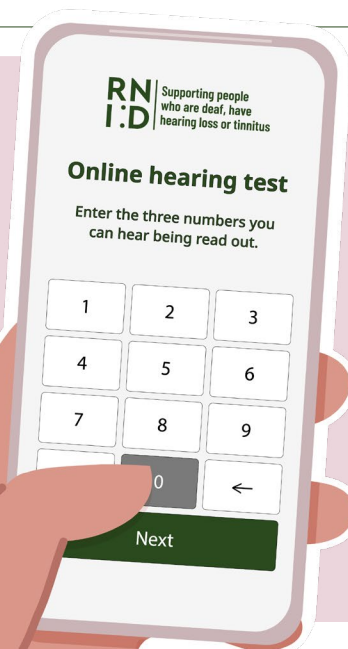 RN
I:D
Supporting people
who are deaf, have
hearing loss or tinnitus
Online hearing test
Enter the three numbers you
can hear being read out.
1 2 3
4 5 6
7 8 9
0 ←
Next